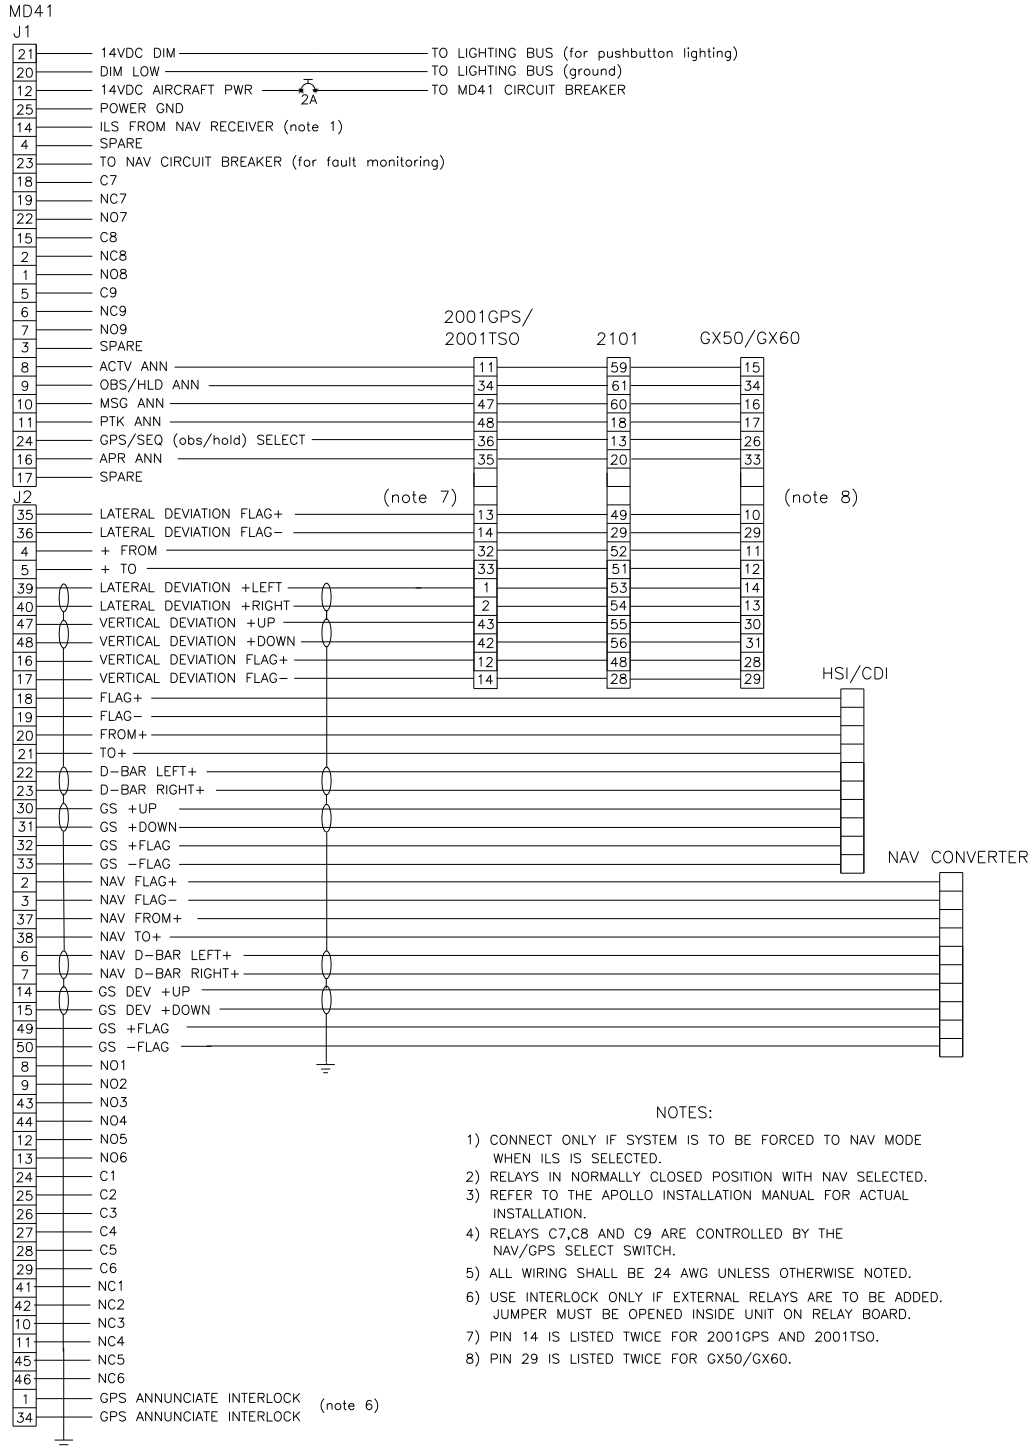 MD41
J1
21 14VDC DIM TO LIGHTING BUS (for pushbutton lighting)
20 DIM LOW TO LIGHTING BUS (ground)
12 14VDC AIRCRAFT PWR 2A TO MD41 CIRCUIT BREAKER
25 POWER GND
14 ILS FROM NAV RECEIVER (note 1)
4 SPARE
23 TO NAV CIRCUIT BREAKER (for fault monitoring)
18 C7
19 NC7
22 NO7
15 C8
2 NC8
1 NO8
5 C9
6 NC9
7 NO9
3 SPARE
2001GPS/
2001TSO 2101 GX50/GX60
8 ACTV ANN 11 59 15
9 OBS/HLD ANN 34 61 34
10 MSG ANN 47 60 16
11 PTK ANN 48 18 17
24 GPS/SEQ (obs/hold) SELECT 36 13 26
16 APR ANN 35 20 33
17 SPARE
J2 (note 7) (note 8)
35 LATERAL DEVIATION FLAG+ 13 49 10
36 LATERAL DEVIATION FLAG- 14 29 29
4 + FROM 32 52 11
5 + TO 33 51 12
39 LATERAL DEVIATION +LEFT 1 53 14
40 LATERAL DEVIATION +RIGHT 2 54 13
47 VERTICAL DEVIATION +UP 43 55 30
48 VERTICAL DEVIATION +DOWN 42 56 31
16 VERTICAL DEVIATION FLAG+ 12 48 28
17 VERTICAL DEVIATION FLAG- 14 28 29
HSI/CDI
18 FLAG+
19 FLAG-
20 FROM+
21 TO+
22 D-BAR LEFT+
23 D-BAR RIGHT+
30 GS +UP
31 GS +DOWN
32 GS +FLAG
33 GS -FLAG
NAV CONVERTER
2 NAV FLAG+
3 NAV FLAG-
37 NAV FROM+
38 NAV TO+
6 NAV D-BAR LEFT+
7 NAV D-BAR RIGHT+
14 GS DEV +UP
15 GS DEV +DOWN
49 GS +FLAG
50 GS -FLAG
8 NO1
9 NO2
43 NO3
44 NO4
12 NO5
13 NO6
24 C1
25 C2
26 C3
27 C4
28 C5
29 C6
41 NC1
42 NC2
10 NC3
11 NC4
45 NC5
46 NC6
1 GPS ANNUNCIATE INTERLOCK
(note 6)
34 GPS ANNUNCIATE INTERLOCK
NOTES:
1) CONNECT ONLY IF SYSTEM IS TO BE FORCED TO NAV MODE
WHEN ILS IS SELECTED.
2) RELAYS IN NORMALLY CLOSED POSITION WITH NAV SELECTED.
3) REFER TO THE APOLLO INSTALLATION MANUAL FOR ACTUAL
INSTALLATION.
4) RELAYS C7,C8 AND C9 ARE CONTROLLED BY THE
NAV/GPS SELECT SWITCH.
5) ALL WIRING SHALL BE 24 AWG UNLESS OTHERWISE NOTED.
6) USE INTERLOCK ONLY IF EXTERNAL RELAYS ARE TO BE ADDED.
JUMPER MUST BE OPENED INSIDE UNIT ON RELAY BOARD.
7) PIN 14 IS LISTED TWICE FOR 2001GPS AND 2001TSO.
8) PIN 29 IS LISTED TWICE FOR GX50/GX60.